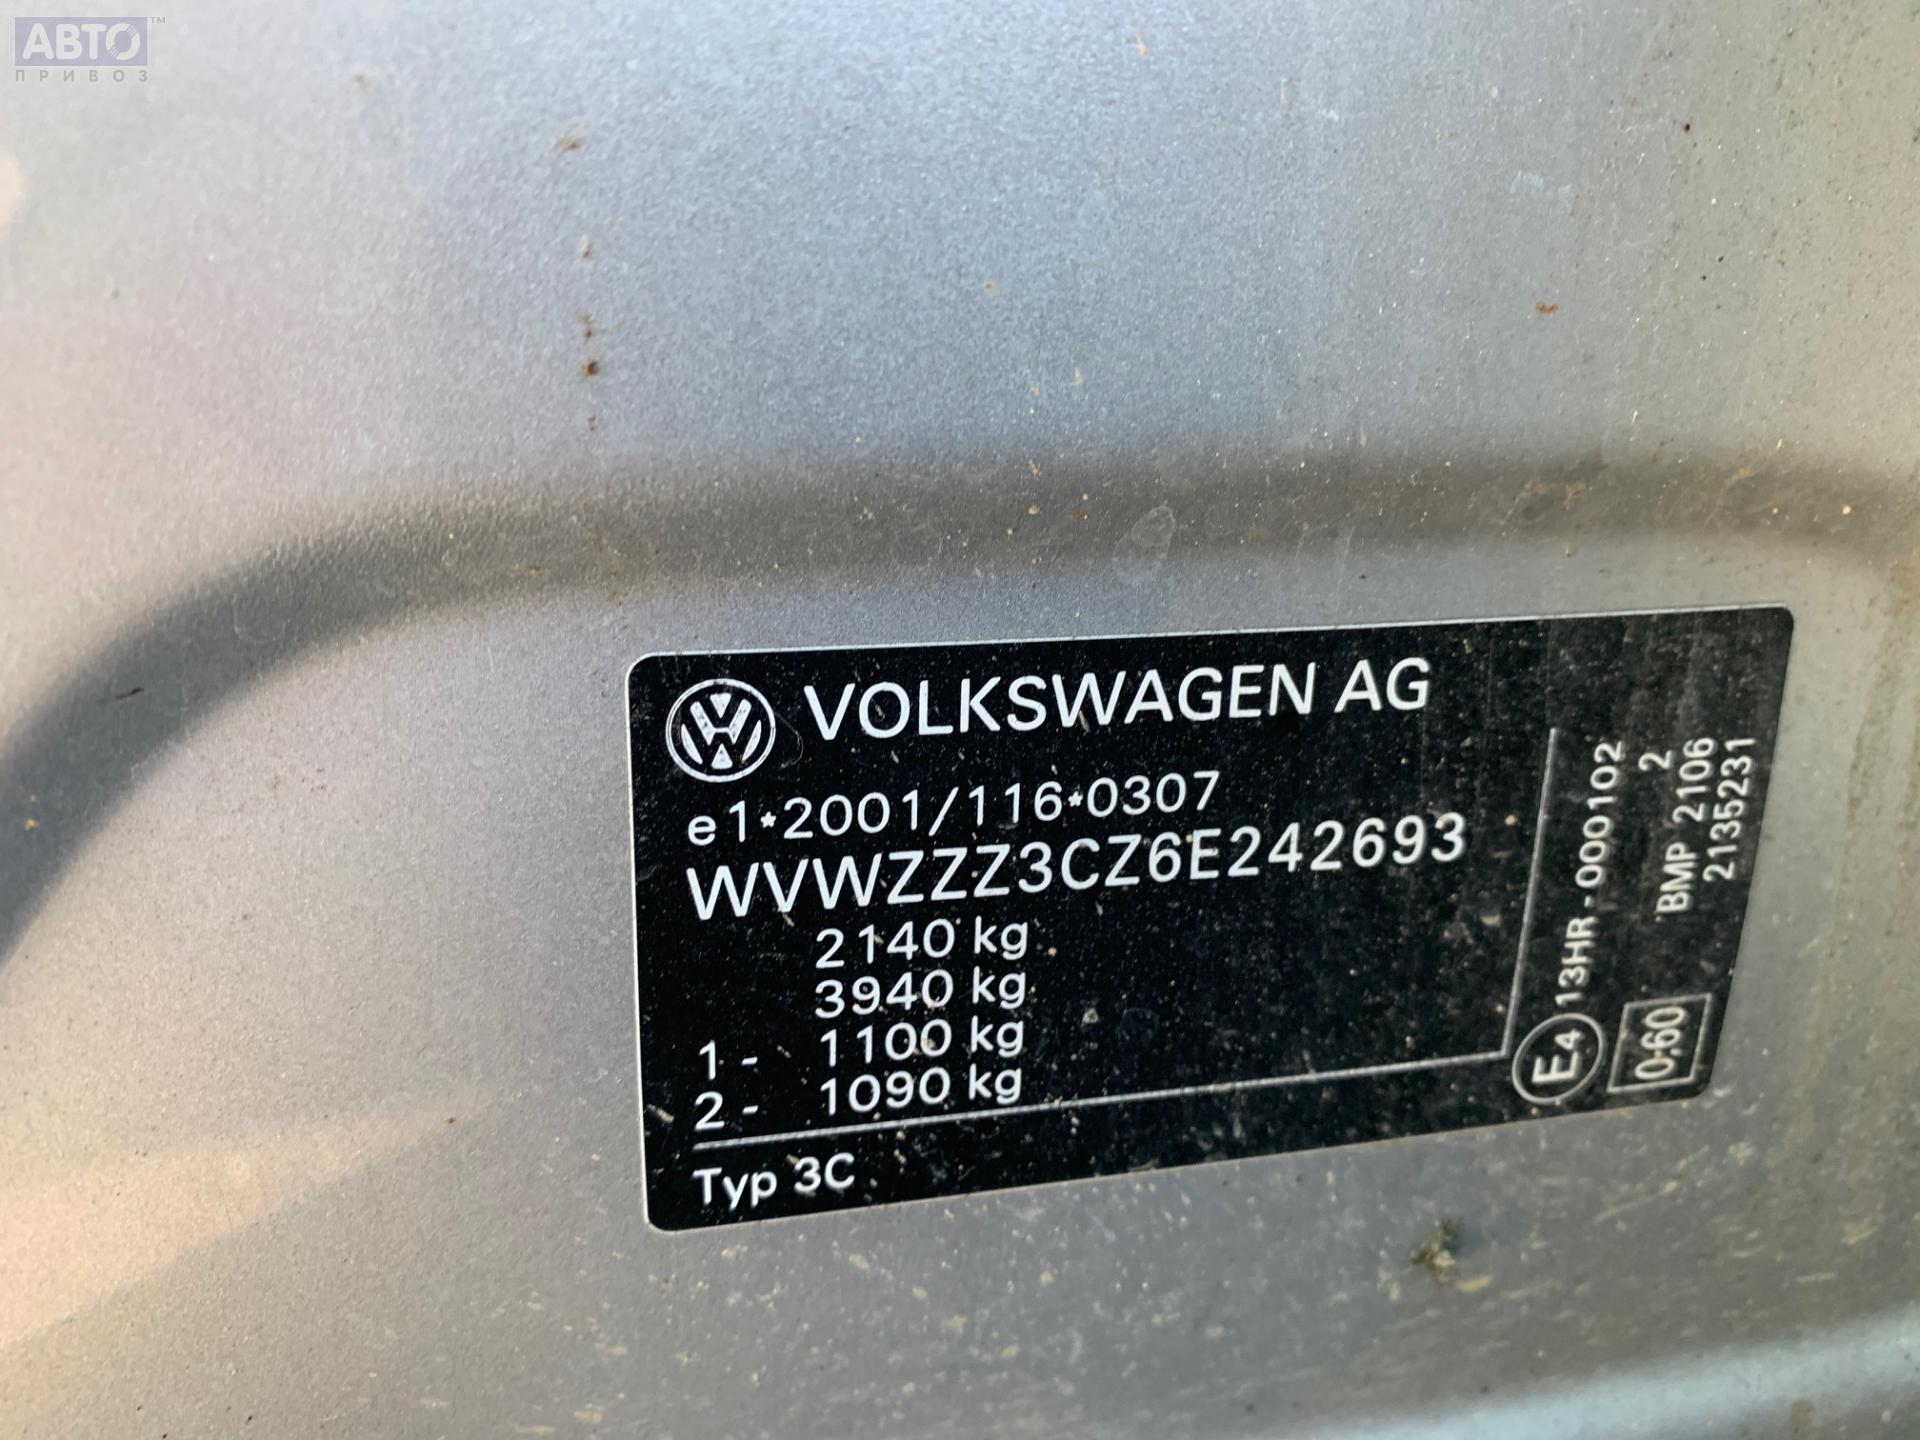 АВТО™
ПРИВОЗ
VOLKSWAGEN AG
e1*2001/116*0307
WVWZZZ3CZ6E242693
2140 kg
3940 kg
1 - 1100 kg
2 - 1090 kg
Typ 3C
E4 13HR-000102
0,60
2
BMP 2106
2135231